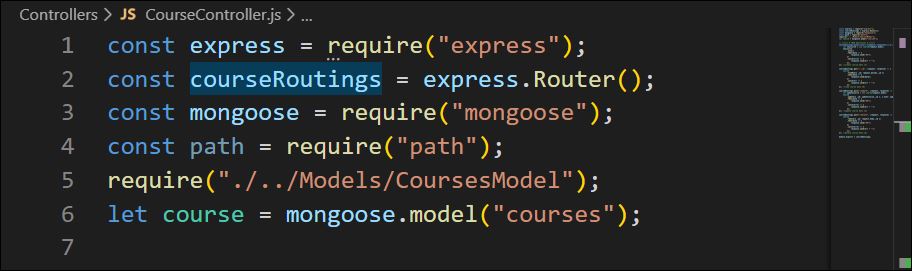 Controllers > JS CourseController.js > ...
1 const express = require("express");
2 const courseRoutings = express.Router();
3 const mongoose = require("mongoose");
4 const path = require("path");
5 require("./../Models/CoursesModel");
6 let course = mongoose.model("courses");
7